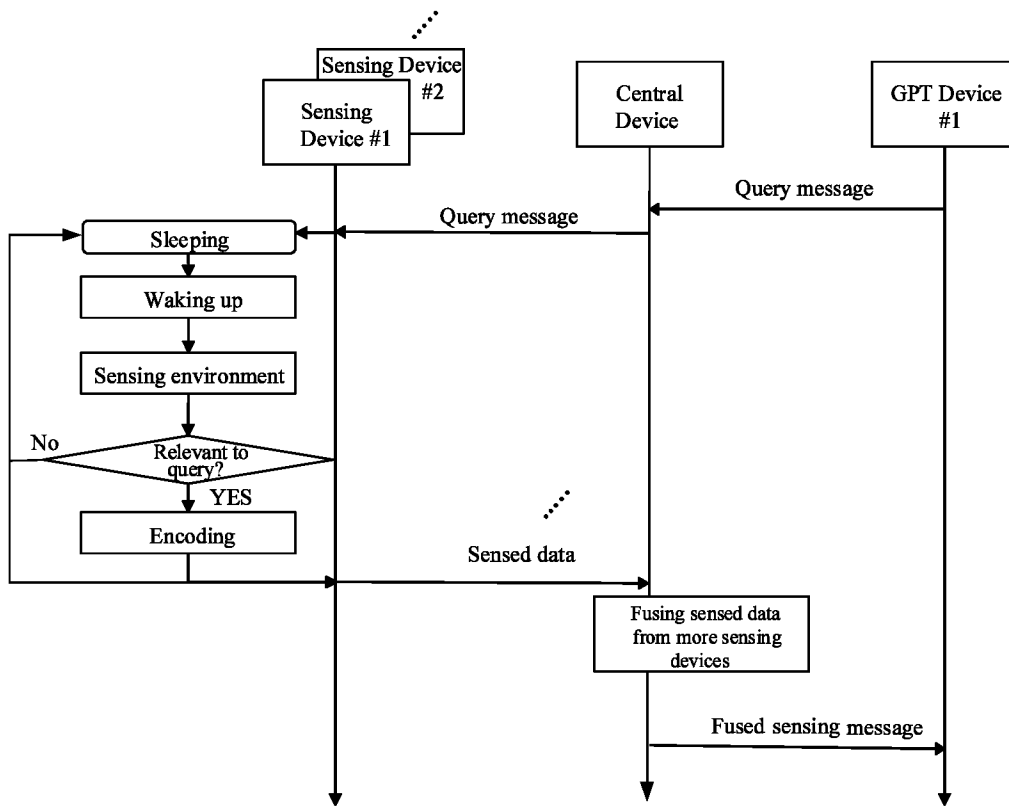 Sensing Device
#2
Sensing
Device #1
Central
Device
GPT Device
#1
Query message
Query message
Sleeping
Waking up
Sensing environment
No
Relevant to
query?
YES
Encoding
Sensed data
Fusing sensed data
from more sensing
devices
Fused sensing message